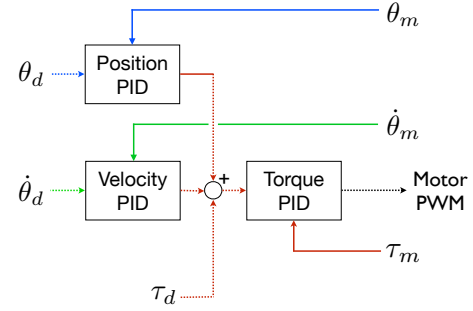 θ_m
θ_d
Position
PID
θ̇_m
θ̇_d
Velocity
PID
+
Torque
PID
Motor
PWM
τ_m
τ_d